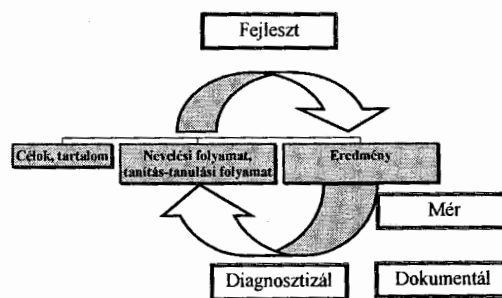 Fejleszt
Célok, tartalom
Nevelési folyamat,
tanítás-tanulási folyamat
Eredmény
Mér
Diagnosztizál
Dokumentál